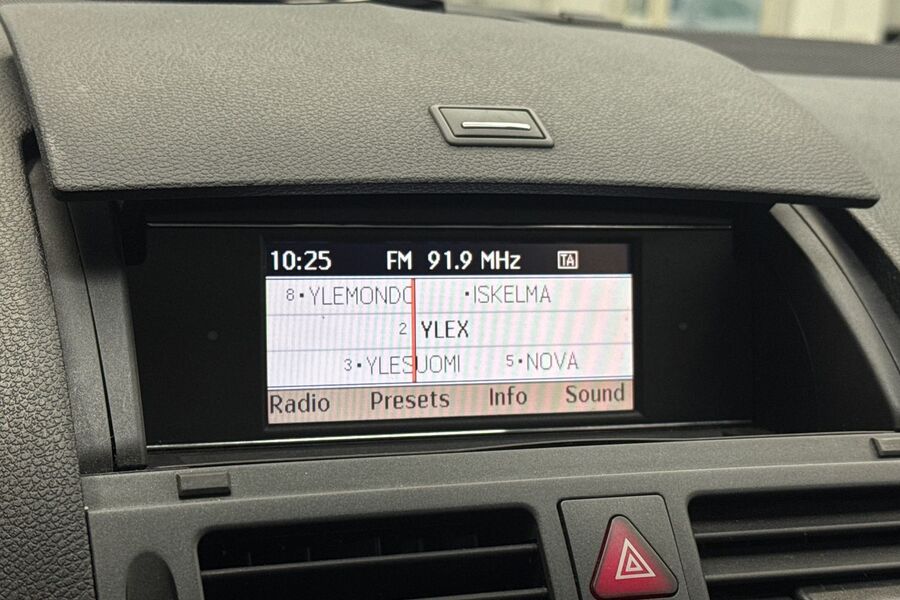 10:25 FM 91.9 MHz TA
8•YLEMONDO •ISKELMA
2 YLEX
3•YLESUOMI 5•NOVA
Radio Presets Info Sound